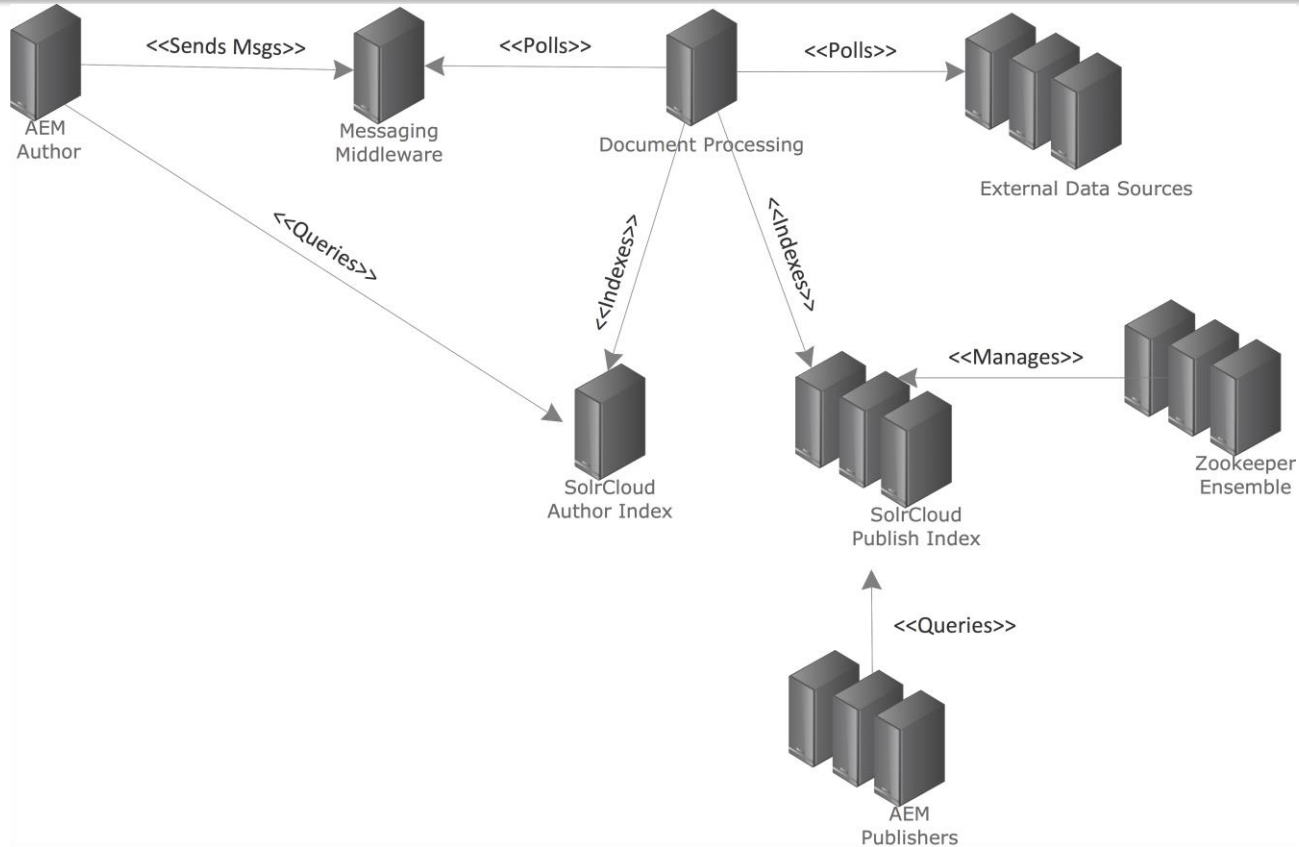 <<Sends Msgs>>
<<Polls>>
<<Polls>>
AEM
Author
Messaging
Middleware
Document Processing
External Data Sources
<<Queries>>
<<Indexes>>
<<Indexes>>
<<Manages>>
SolrCloud
Author Index
SolrCloud
Publish Index
Zookeeper
Ensemble
<<Queries>>
AEM
Publishers